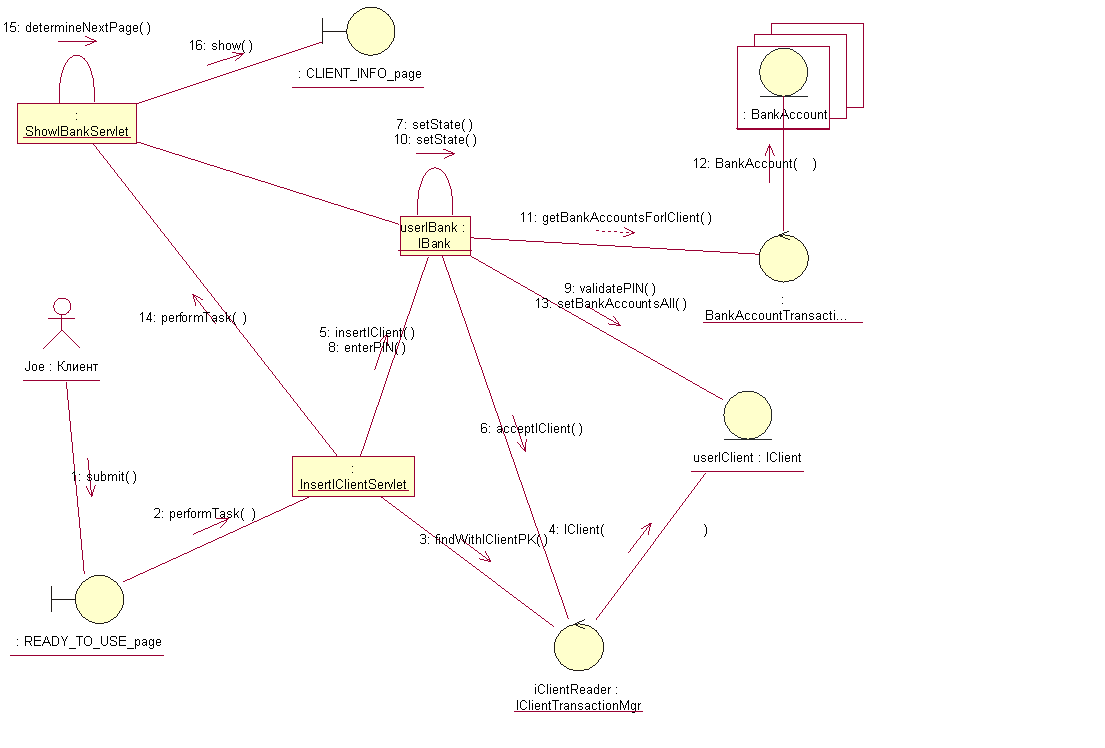 15: determineNextPage( )
16: show( )
: CLIENT_INFO_page
:
ShowIBankServlet
7: setState( )
10: setState( )
userIBank :
IBank
: BankAccount
12: BankAccount( )
11: getBankAccountsForIClient( )
:
BankAccountTransacti...
9: validatePIN( )
13: setBankAccountsAll( )
14: performTask( )
5: insertIClient( )
8: enterPIN( )
Joe : Клиент
6: acceptIClient( )
userIClient : IClient
1: submit( )
:
InsertIClientServlet
2: performTask( )
3: findWithIClientPK( )
4: IClient( )
: READY_TO_USE_page
iClientReader :
IClientTransactionMgr